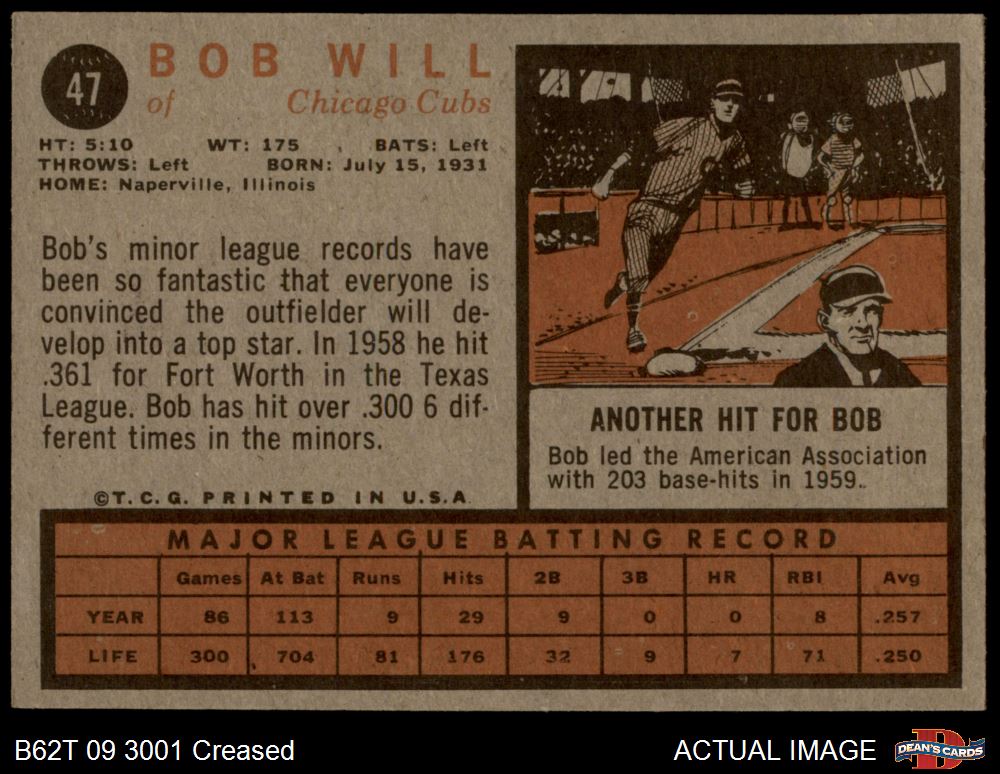 47
BOB WILL
of Chicago Cubs
HT: 5:10 WT: 175 BATS: Left
THROWS: Left BORN: July 15, 1931
HOME: Naperville, Illinois
Bob's minor league records have
been so fantastic that everyone is
convinced the outfielder will de-
velop into a top star. In 1958 he hit
.361 for Fort Worth in the Texas
League. Bob has hit over .300 6 dif-
ferent times in the minors.
©T.C.G. PRINTED IN U.S.A.
ANOTHER HIT FOR BOB
Bob led the American Association
with 203 base-hits in 1959.
MAJOR LEAGUE BATTING RECORD
Games At Bat Runs Hits 2B 3B HR RBI Avg
YEAR 86 113 9 29 9 0 0 8 .257
LIFE 300 704 81 176 32 9 7 71 .250
B62T 09 3001 Creased
ACTUAL IMAGE
D
DEAN'S CARDS